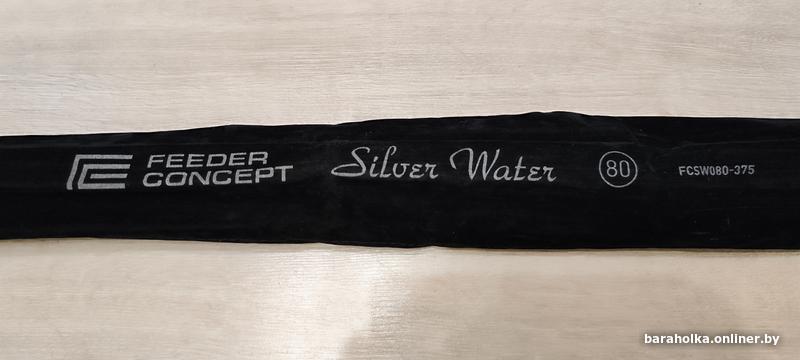 FEEDER
CONCEPT
Silver Water
80
FCSW080-375
baraholka.onliner.by